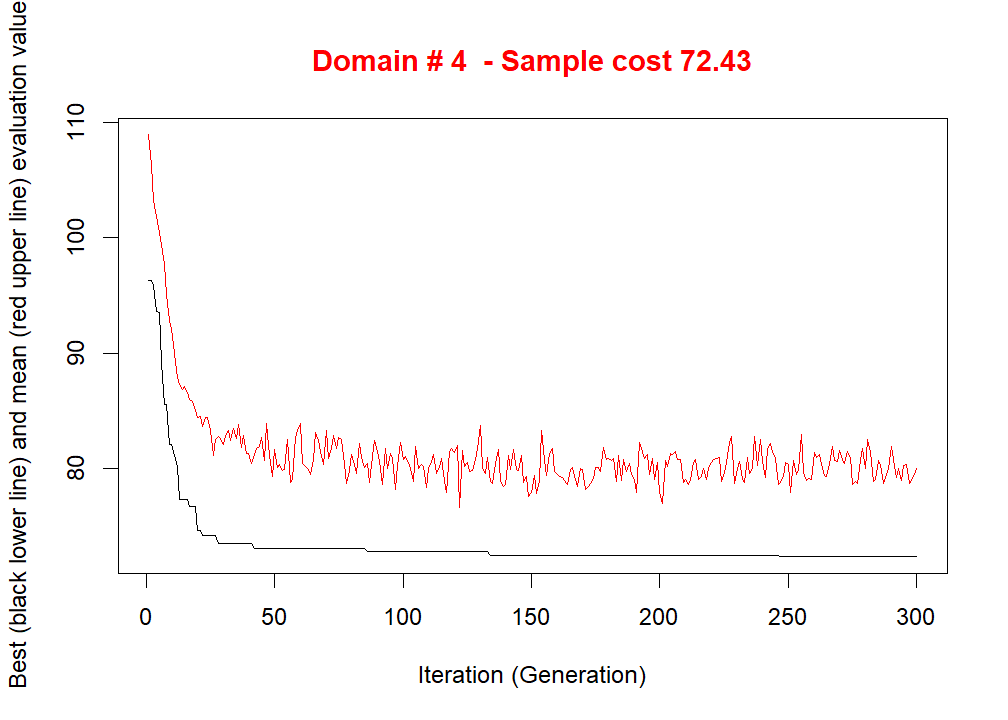 Domain # 4  - Sample cost 72.43
Best (black lower line) and mean (red upper line) evaluation value
110
100
90
80
0 50 100 150 200 250 300
Iteration (Generation)